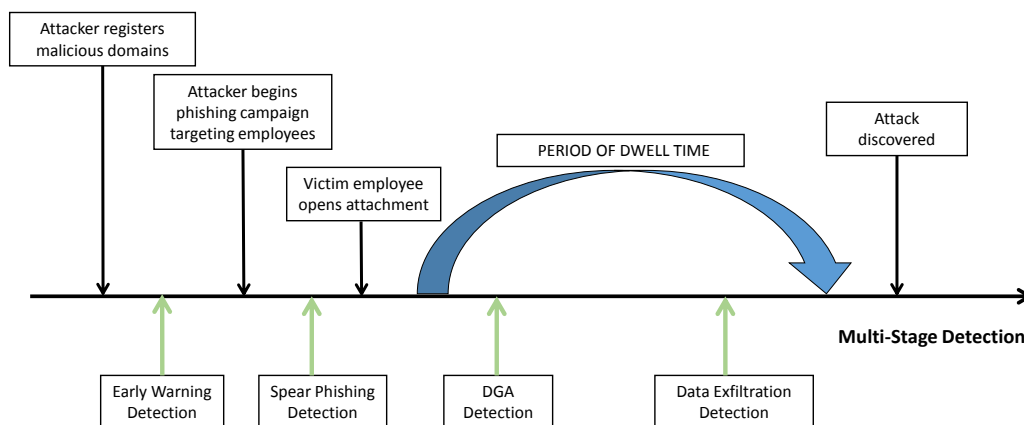 Attacker registers
malicious domains
Attacker begins
phishing campaign
targeting employees
Victim employee
opens attachment
PERIOD OF DWELL TIME
Attack
discovered
Multi-Stage Detection
Early Warning
Detection
Spear Phishing
Detection
DGA
Detection
Data Exfiltration
Detection